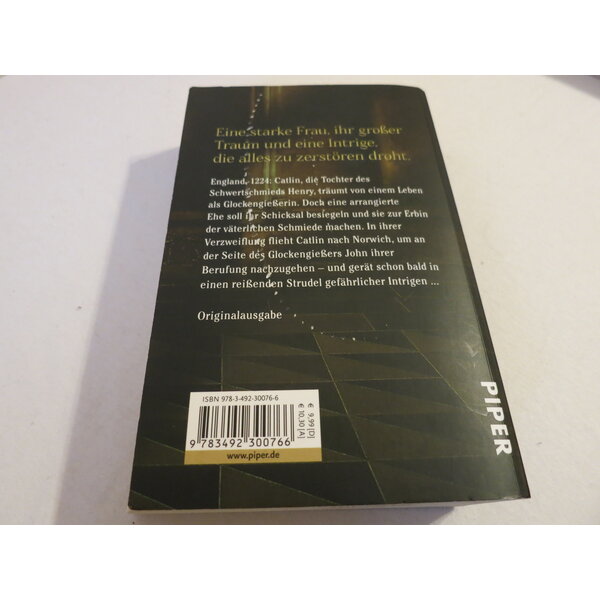 Eine starke Frau, ihr großer
Traum und eine Intrige,
die alles zu zerstören droht.
England, 1224: Catlin, die Tochter des
Schwertschmieds Henry, träumt von einem Leben
als Glockengießerin. Doch eine arrangierte
Ehe soll ihr Schicksal besiegeln und sie zur Erbin
der väterlichen Schmiede machen. In ihrer
Verzweiflung flieht Catlin nach Norwich, um an
der Seite des Glockengießers John ihrer
Berufung nachzugehen – und gerät schon bald in
einen reißenden Strudel gefährlicher Intrigen ...
Originalausgabe
ISBN 978-3-492-30076-6
9 783492 300766
€ 9,99 [D]
€ 10,30 [A]
www.piper.de
PIPER